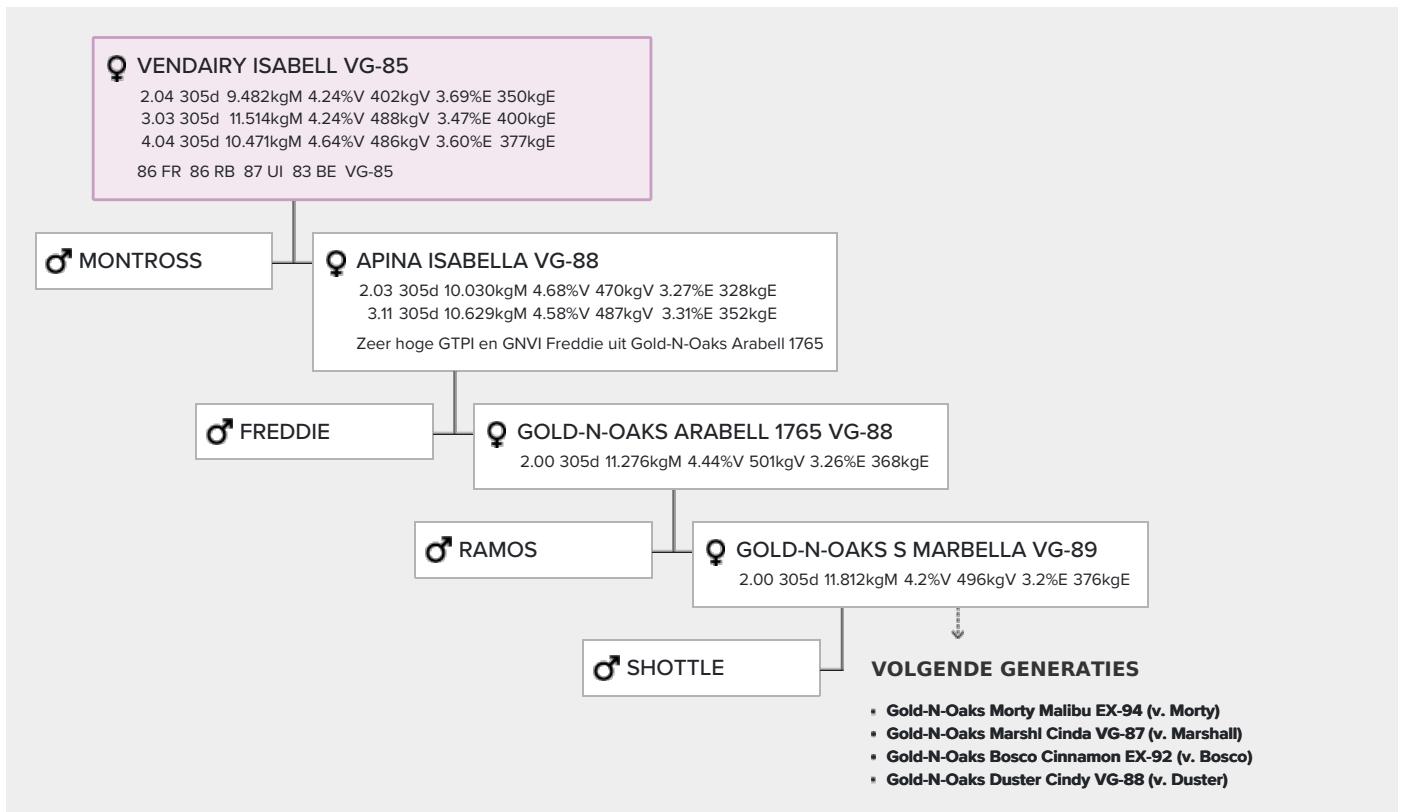 VENDAIRY ISABELL VG-85
2.04 305d 9.482kgM 4.24%V 402kgV 3.69%E 350kgE
3.03 305d 11.514kgM 4.24%V 488kgV 3.47%E 400kgE
4.04 305d 10.471kgM 4.64%V 486kgV 3.60%E 377kgE
86 FR 86 RB 87 UI 83 BE VG-85
MONTROSS
APINA ISABELLA VG-88
2.03 305d 10.030kgM 4.68%V 470kgV 3.27%E 328kgE
3.11 305d 10.629kgM 4.58%V 487kgV 3.31%E 352kgE
Zeer hoge GTPI en GNVI Freddie uit Gold-N-Oaks Arabell 1765
FREDDIE
GOLD-N-OAKS ARABELL 1765 VG-88
2.00 305d 11.276kgM 4.44%V 501kgV 3.26%E 368kgE
RAMOS
GOLD-N-OAKS S MARBELLA VG-89
2.00 305d 11.812kgM 4.2%V 496kgV 3.2%E 376kgE
SHOTTLE
VOLGENDE GENERATIES
▪ Gold-N-Oaks Morty Malibu EX-94 (v. Morty)
▪ Gold-N-Oaks Marshl Cinda VG-87 (v. Marshall)
▪ Gold-N-Oaks Bosco Cinnamon EX-92 (v. Bosco)
▪ Gold-N-Oaks Duster Cindy VG-88 (v. Duster)